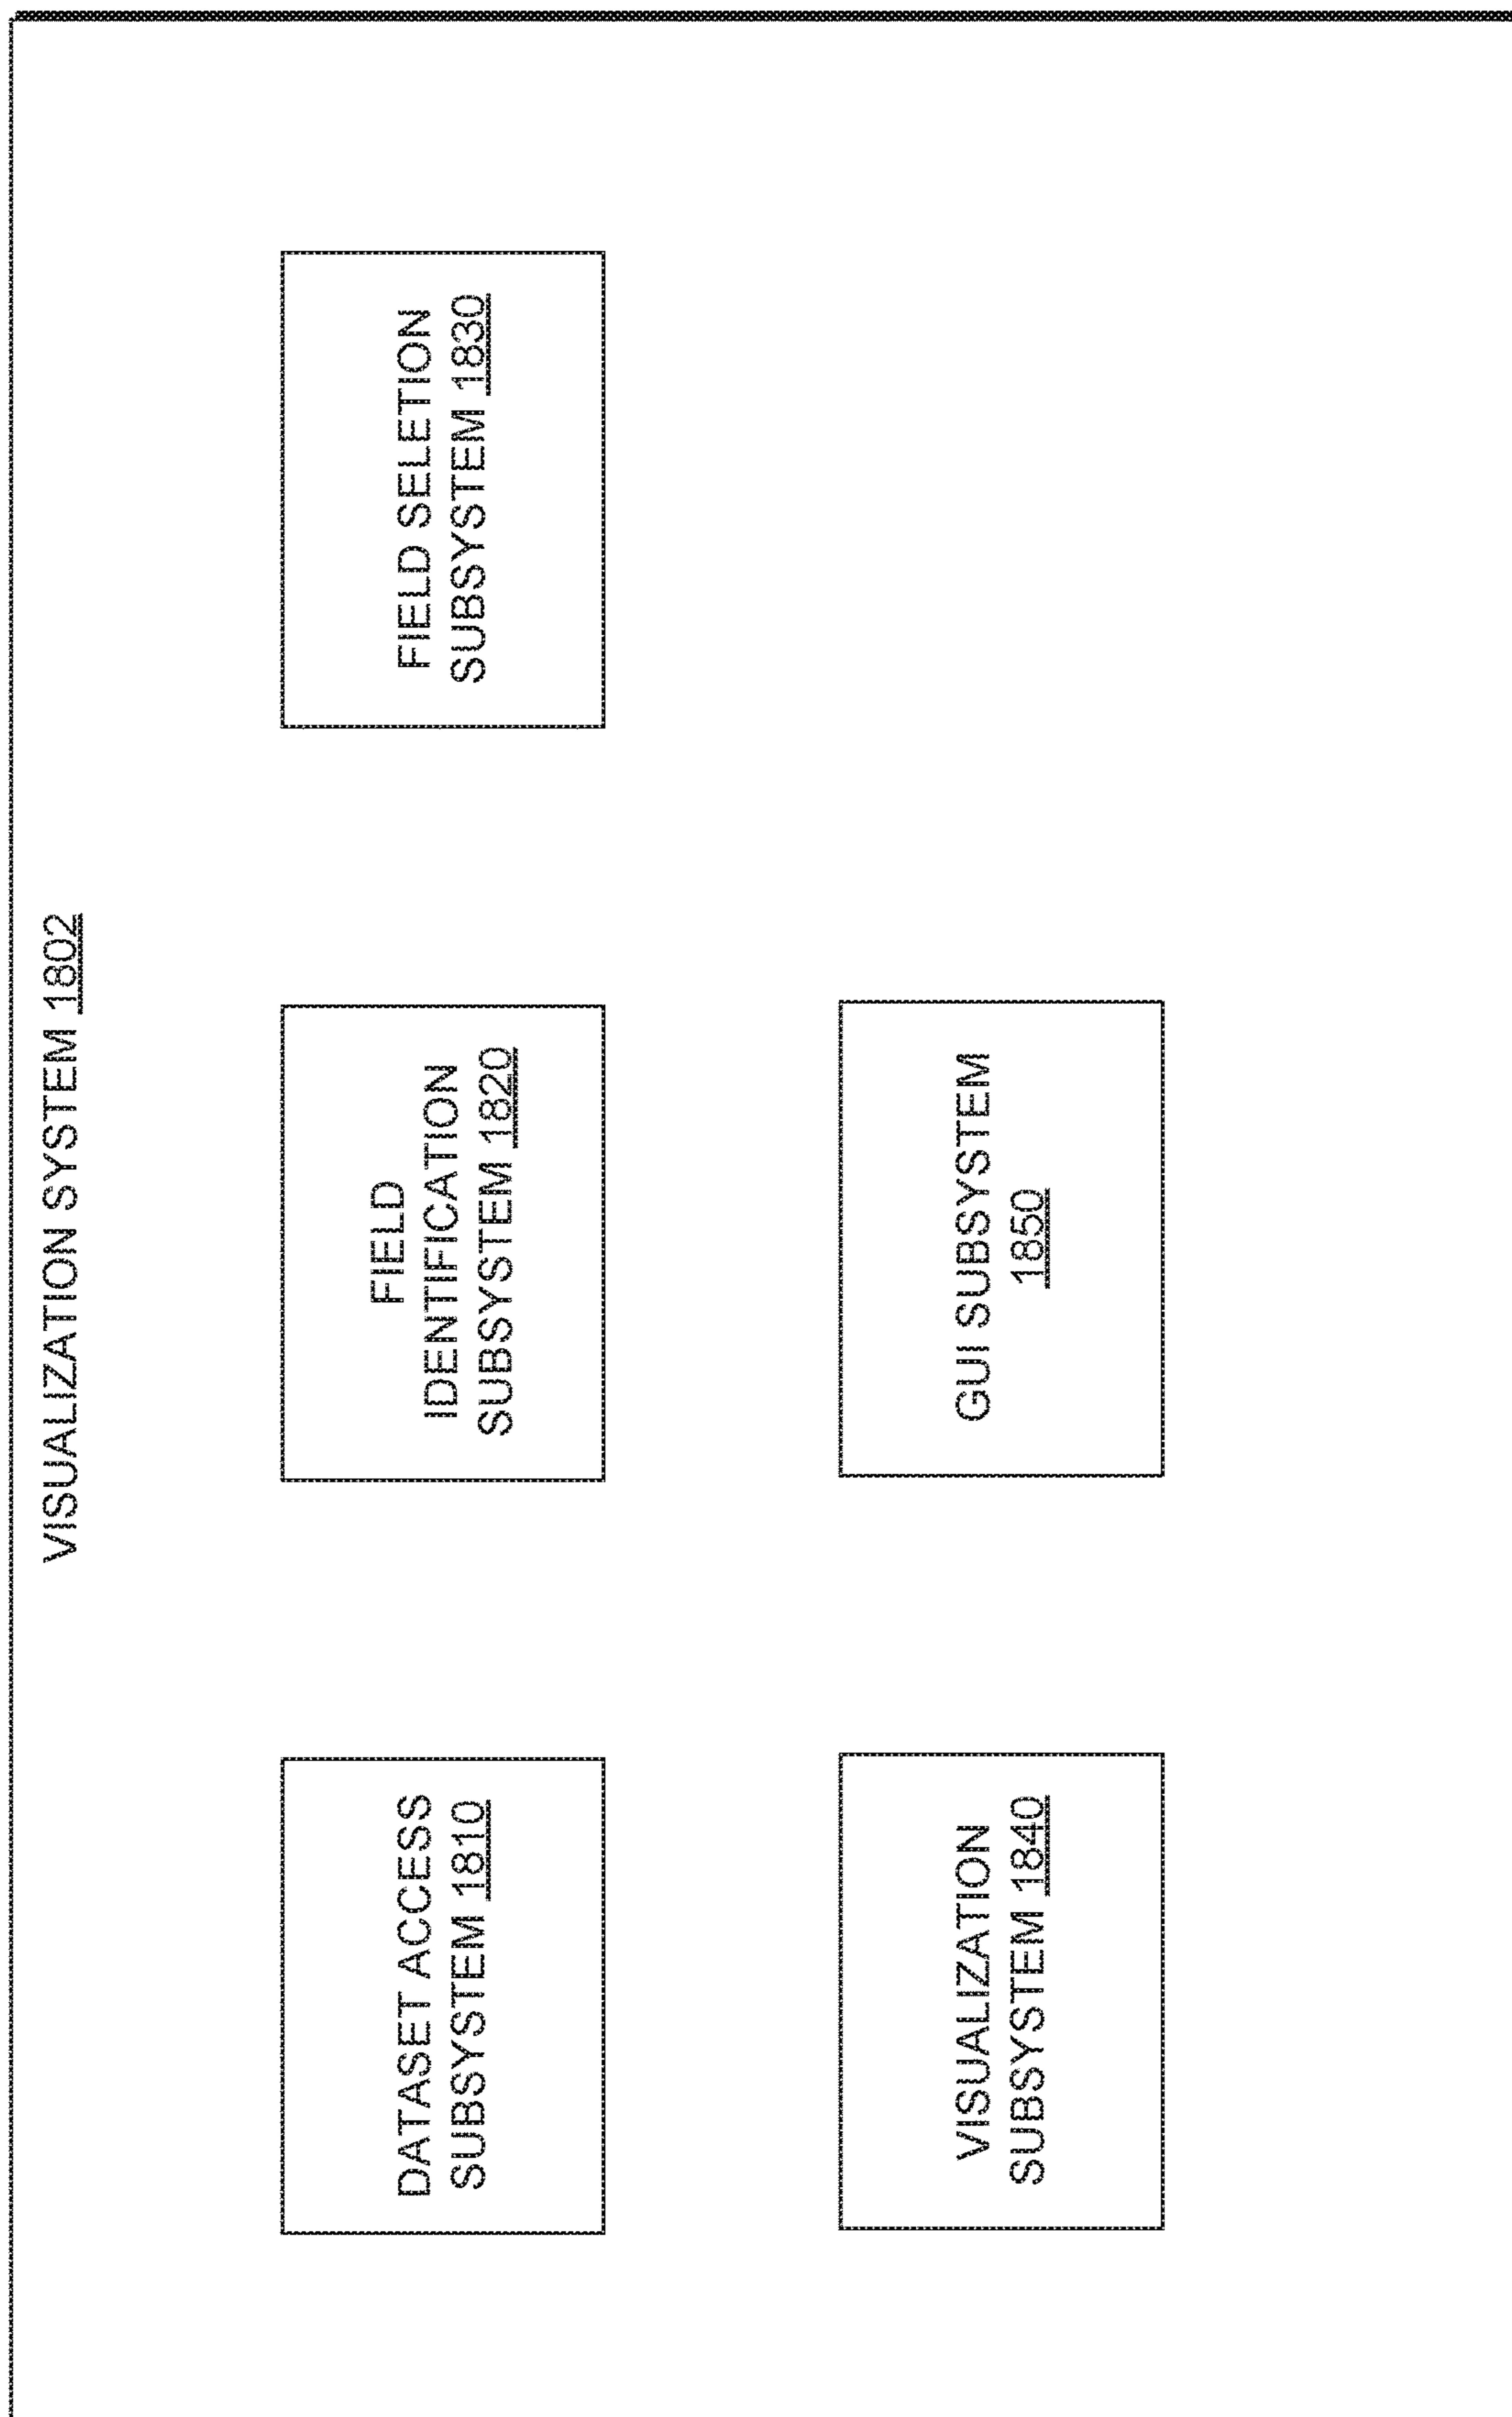 VISUALIZATION SYSTEM 1802
DATASET ACCESS
SUBSYSTEM 1810
FIELD
IDENTIFICATION
SUBSYSTEM 1820
FIELD SELETION
SUBSYSTEM 1830
VISUALIZATION
SUBSYSTEM 1840
GUI SUBSYSTEM
1850